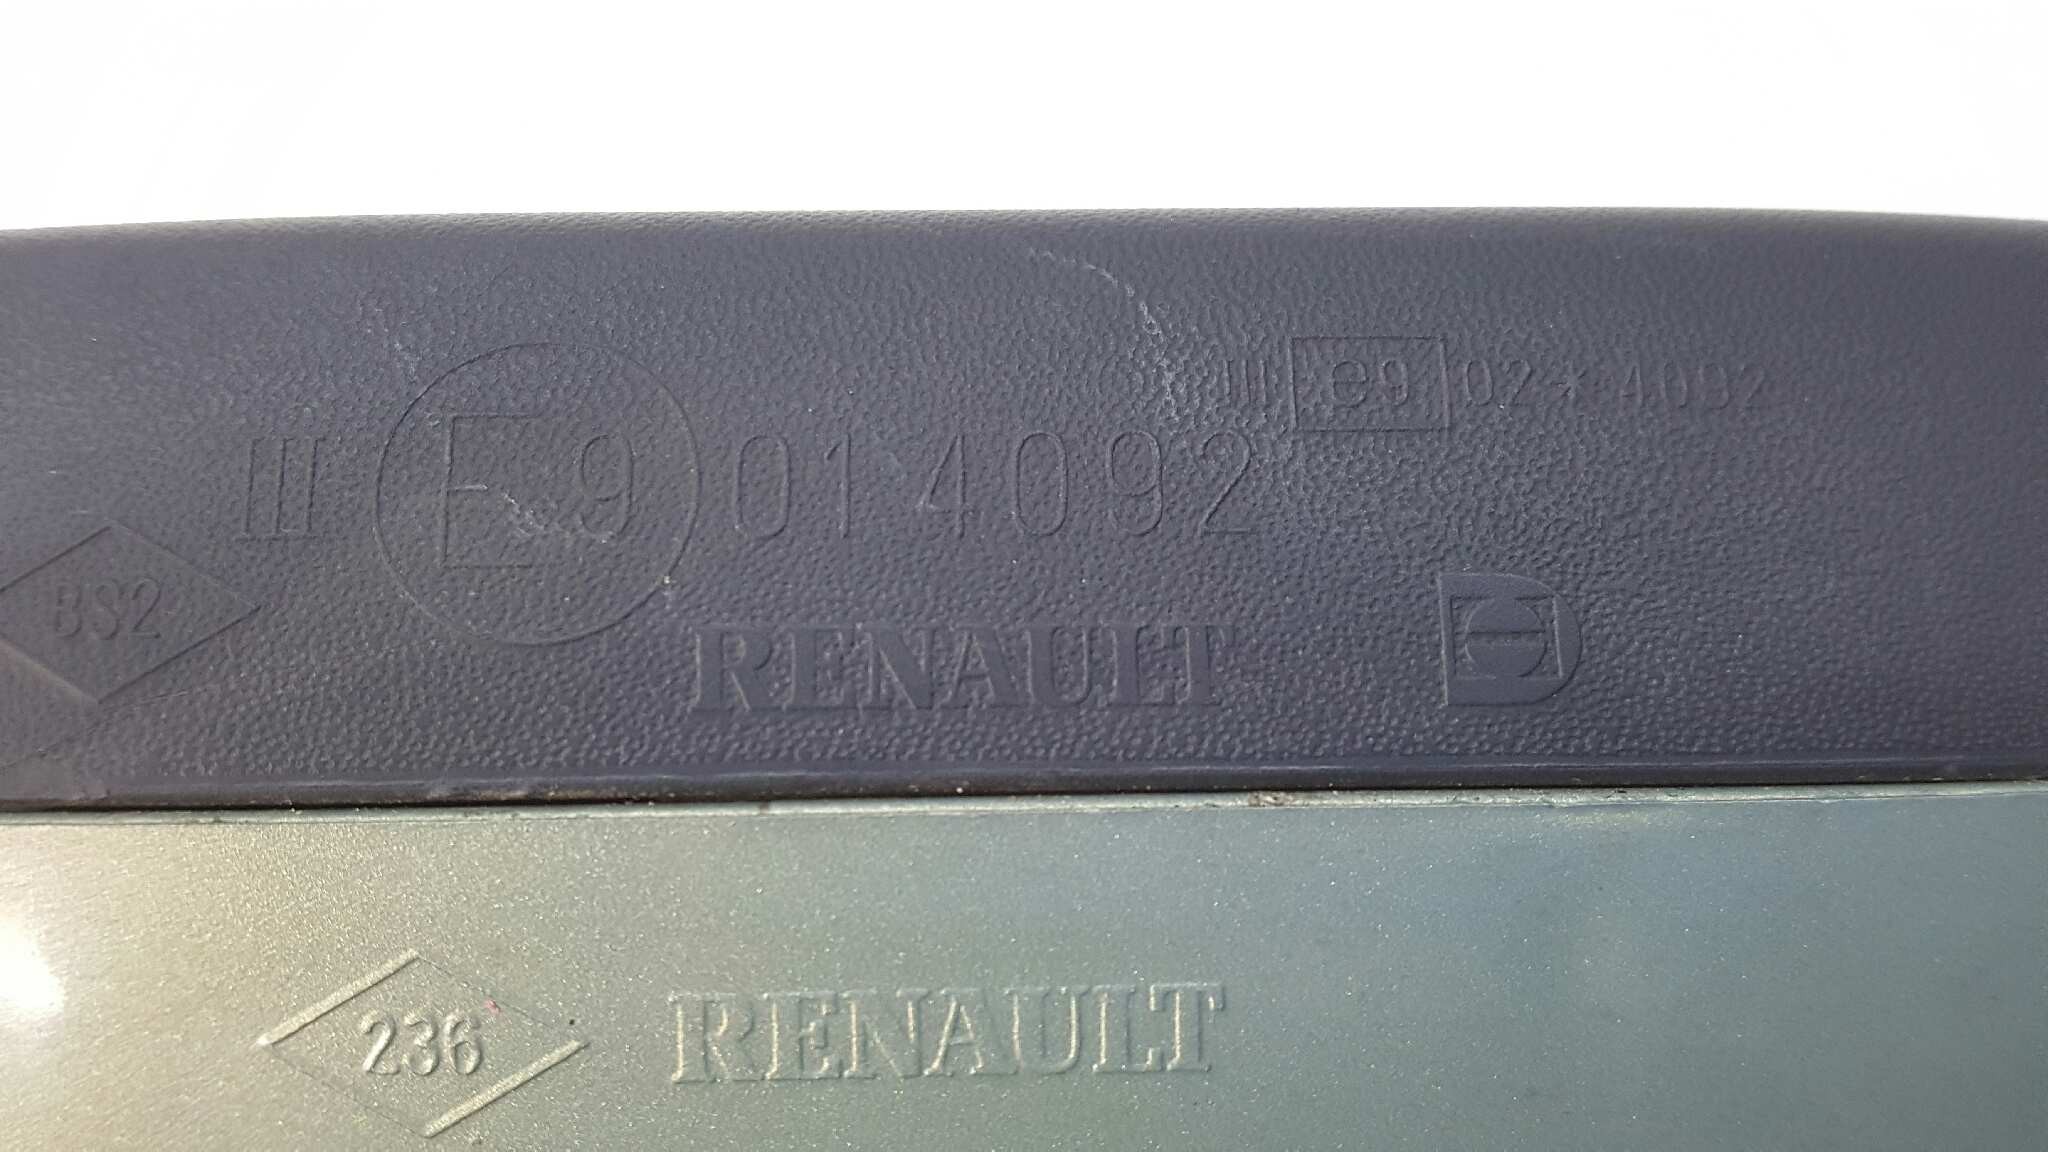 III e9 02*4092
III E9 014092
BS2
RENAULT
236 RENAULT